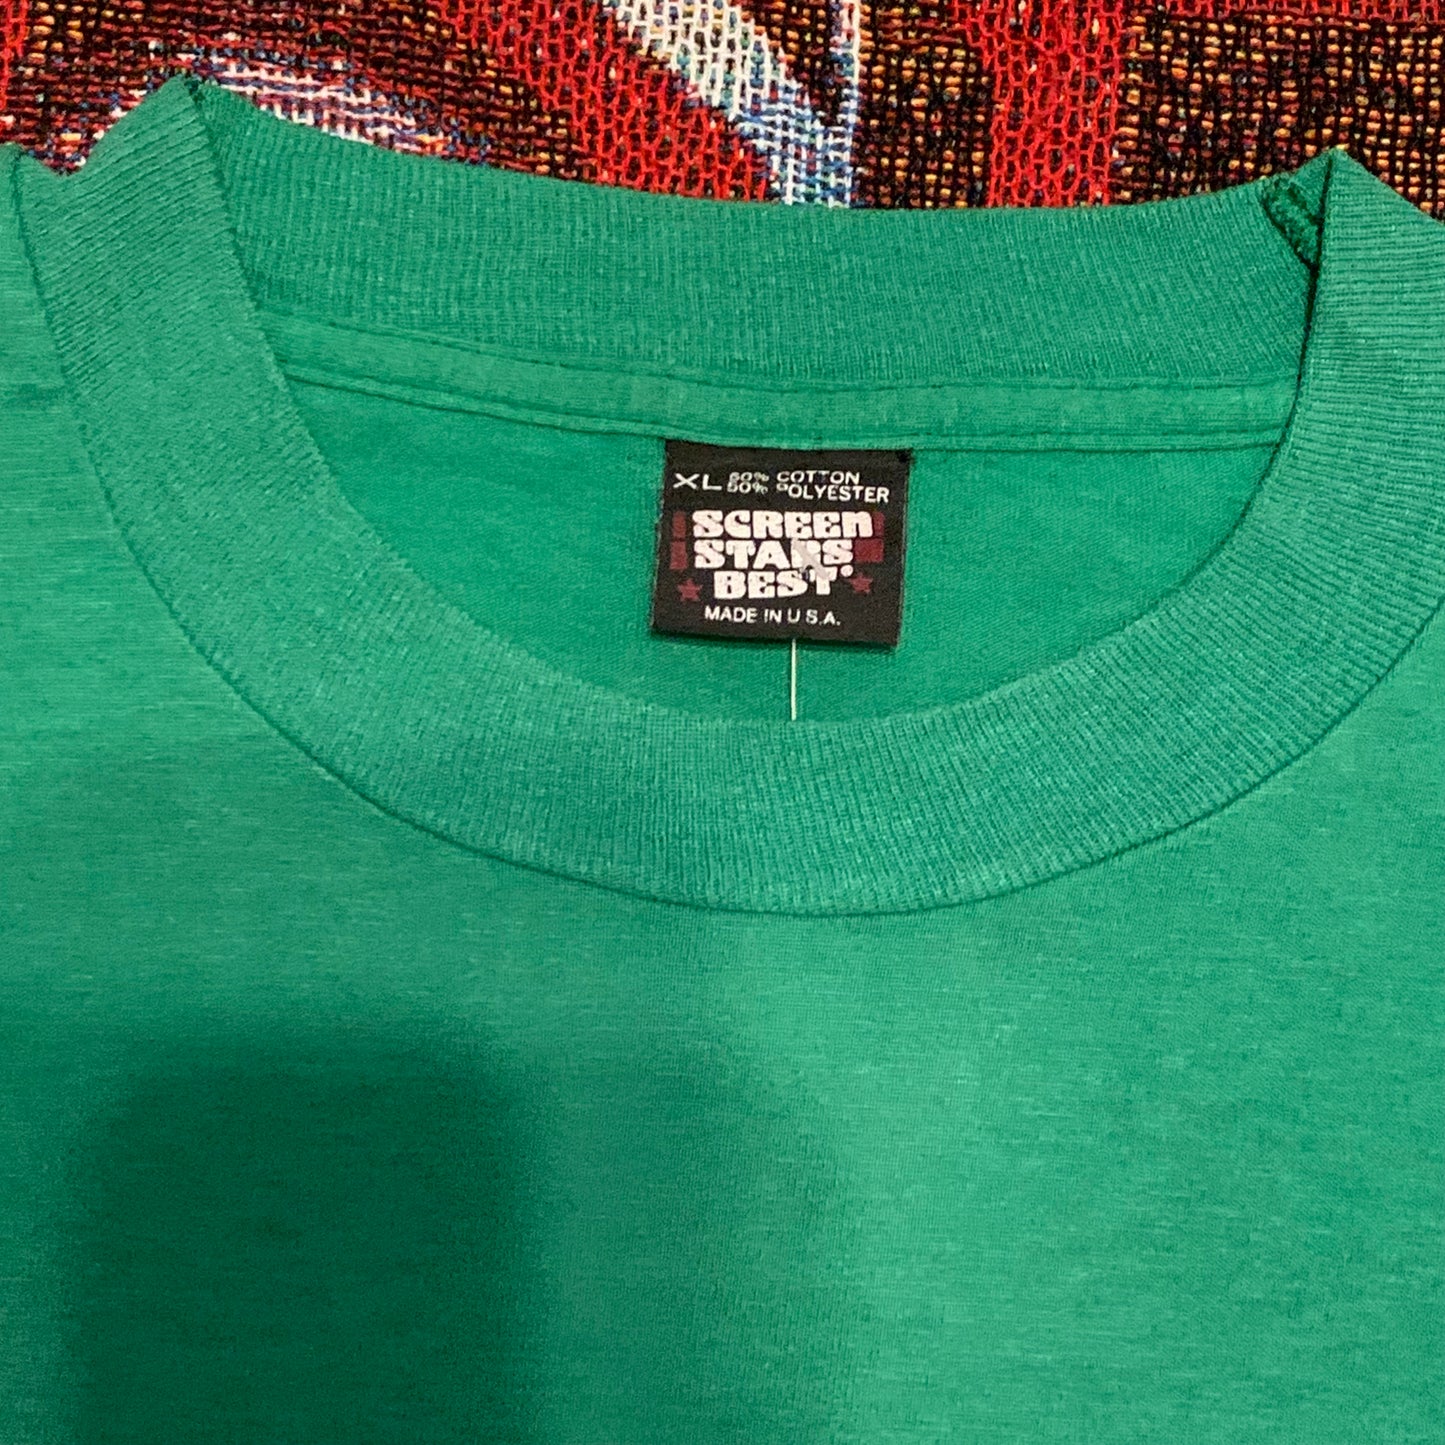 XL 50% COTTON
50% POLYESTER
SCREEN
STARS
BEST®
MADE IN U.S.A.